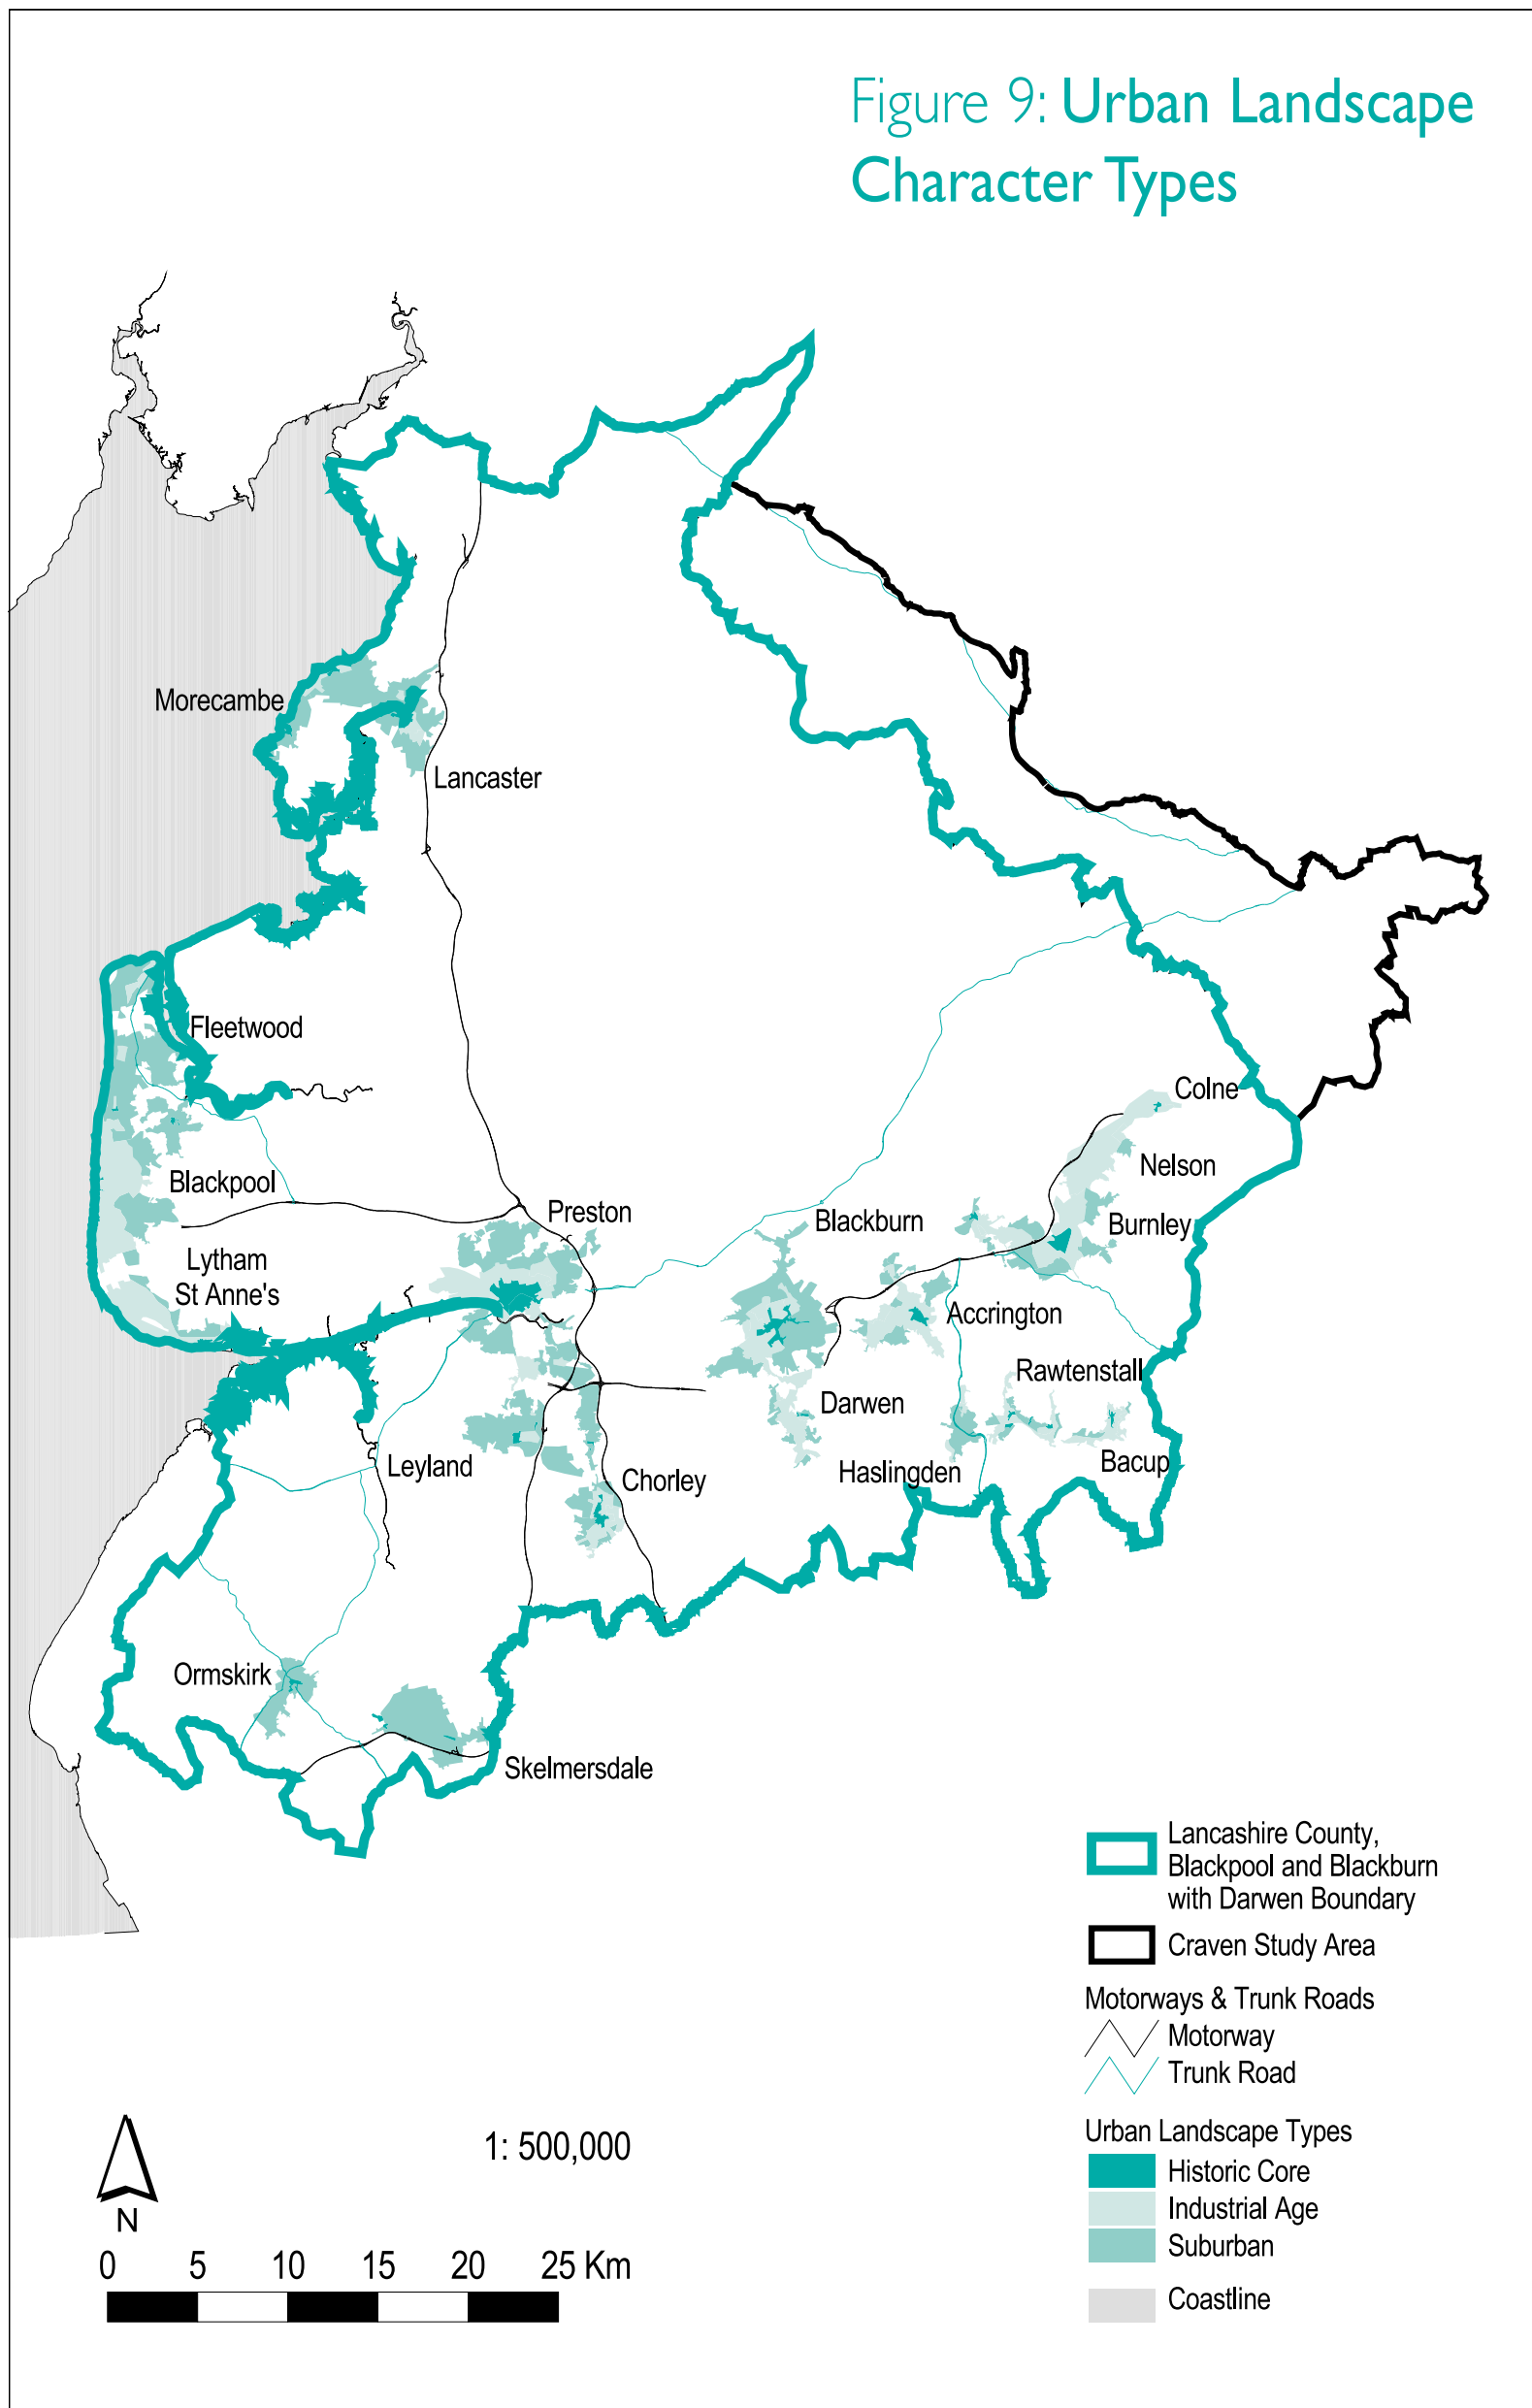 Figure 9: Urban Landscape
Character Types
Morecambe
Lancaster
Fleetwood
Colne
Nelson
Blackpool
Preston
Blackburn
Burnley
Lytham
St Anne's
Accrington
Rawtenstall
Darwen
Leyland
Haslingden
Bacup
Chorley
Ormskirk
Skelmersdale
Lancashire County,
Blackpool and Blackburn
with Darwen Boundary
Craven Study Area
Motorways & Trunk Roads
Motorway
Trunk Road
Urban Landscape Types
Historic Core
Industrial Age
Suburban
Coastline
1: 500,000
N
0 5 10 15 20 25 Km